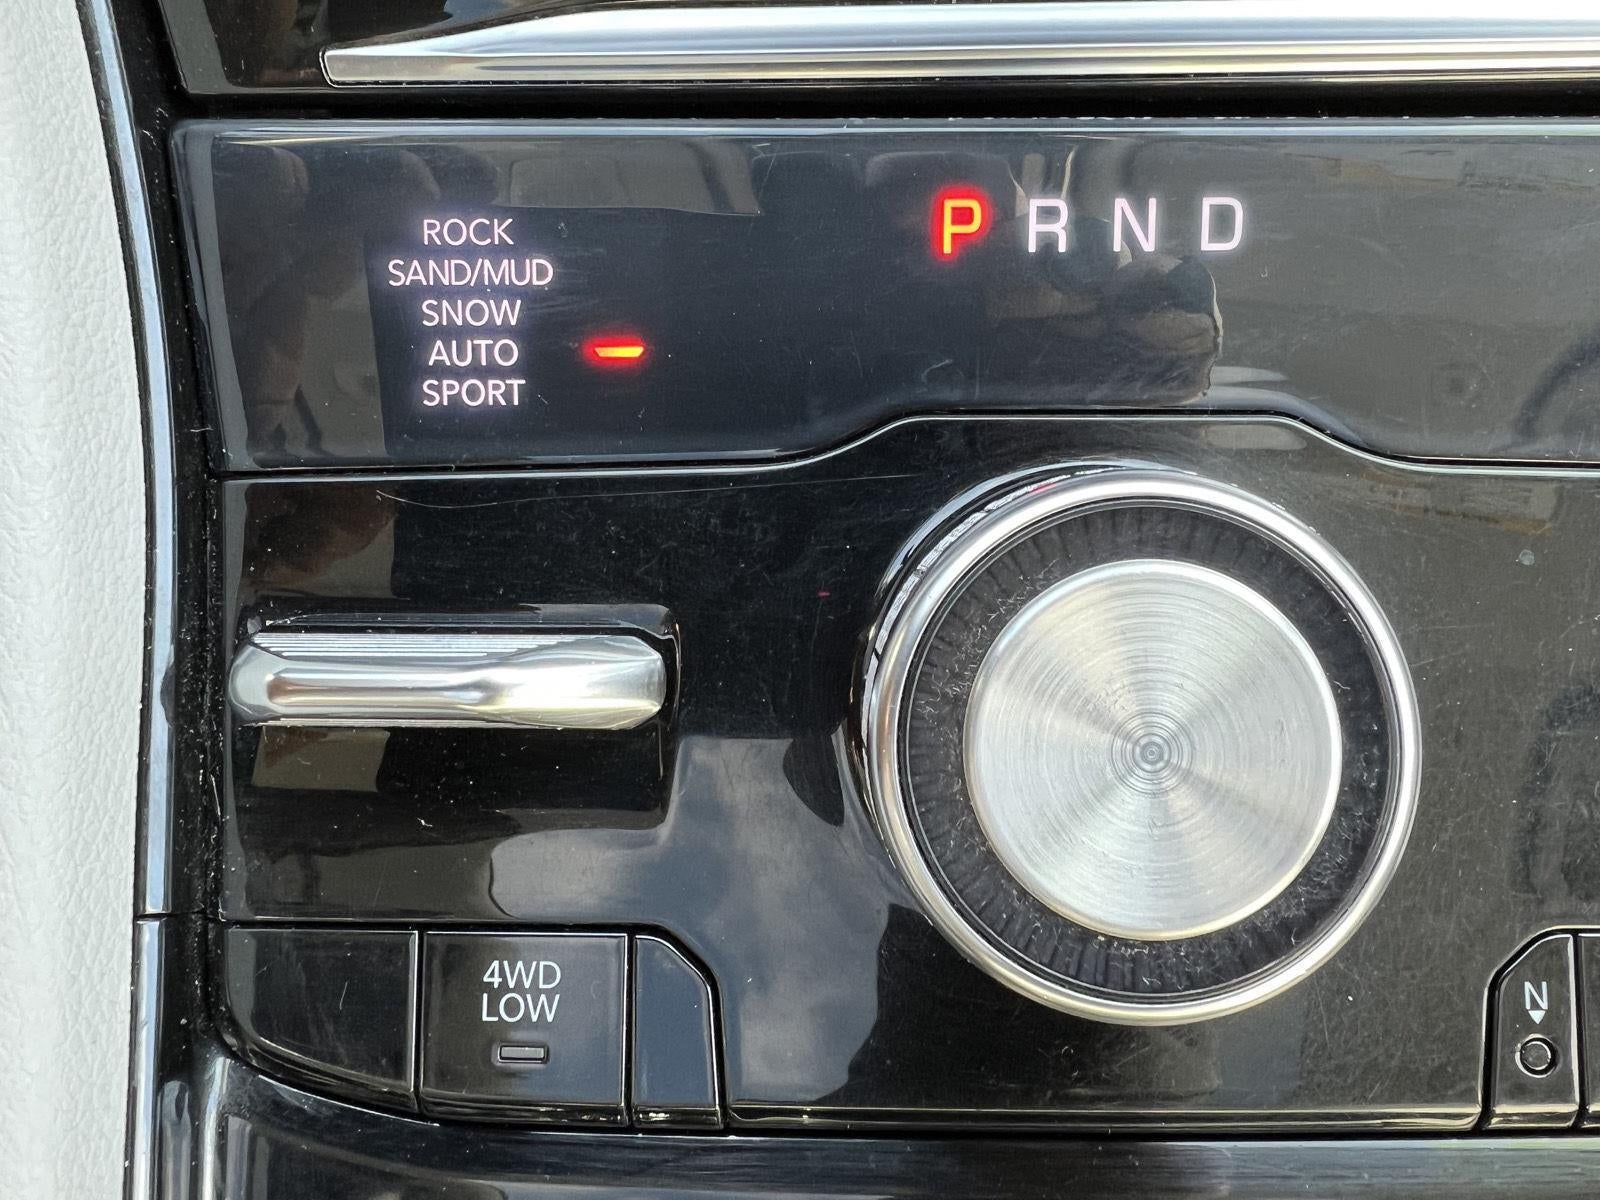 P R N D
ROCK
SAND/MUD
SNOW
AUTO
SPORT
4WD
LOW
N